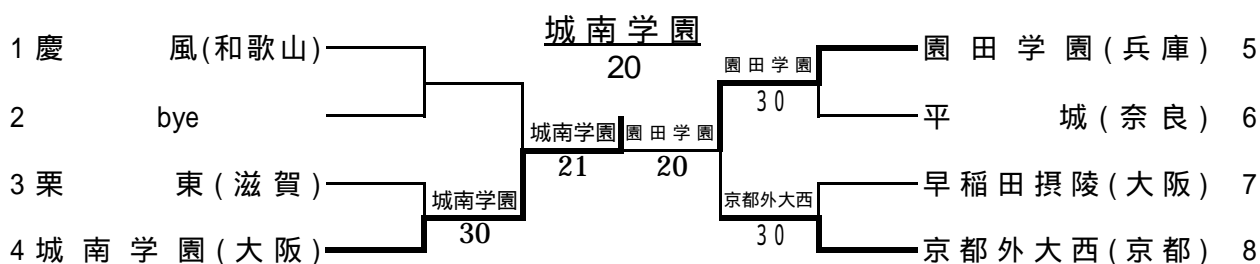 城南学園
20
1 慶 風(和歌山)
2 bye
3 栗 東(滋賀)
4 城南学園(大阪)
城南学園
30
城南学園
21
園田学園
20
園田学園
30
京都外大西
30
園田学園(兵庫) 5
平 城(奈良) 6
早稲田摂陵(大阪) 7
京都外大西(京都) 8